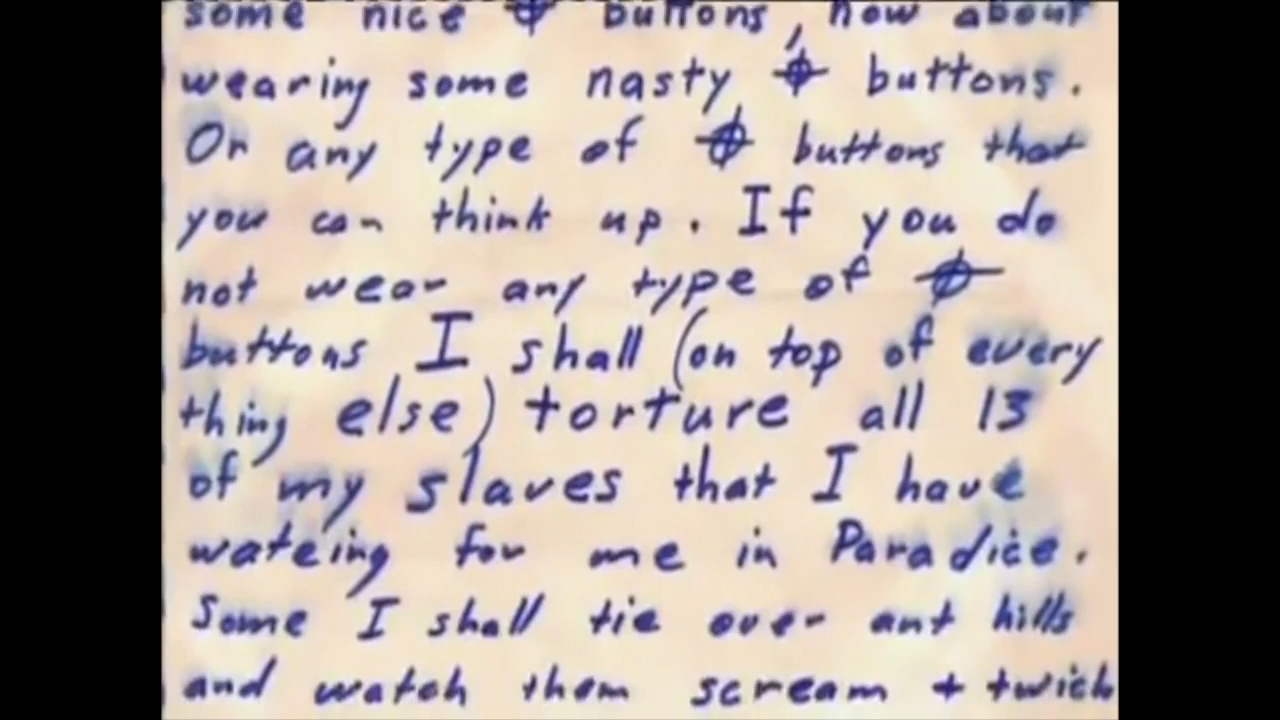 some nice ⌖ buttons, how about
wearing some nasty ⌖ buttons.
Or any type of ⌖ buttons that
you can think up. If you do
not wear any type of ⌖
buttons I shall (on top of every
thing else) torture all 13
of my slaves that I have
wateing for me in Paradice.
Some I shall tie over ant hills
and watch them scream + twich